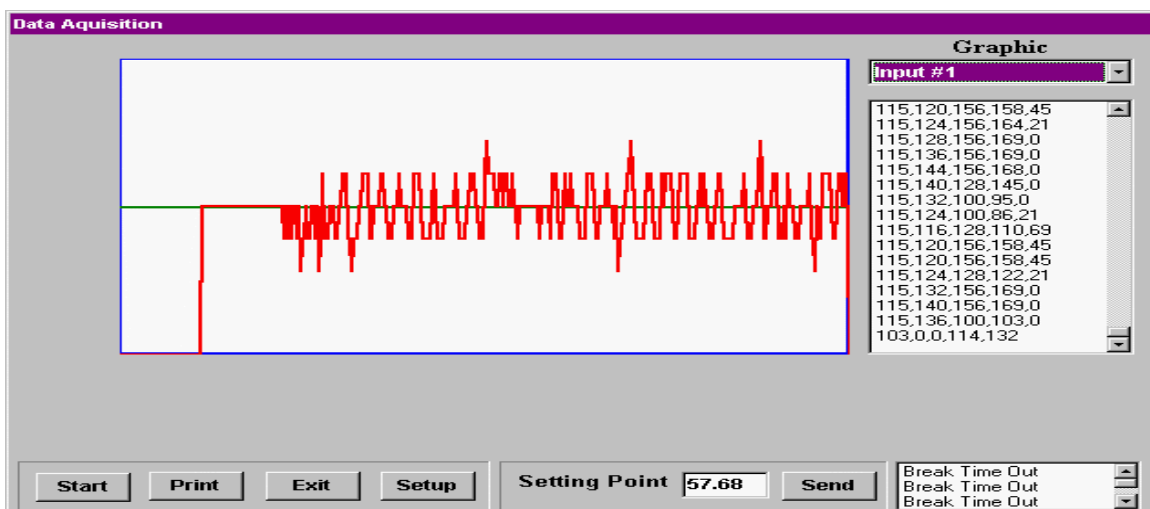 Data Aquisition
Graphic
Input #1
115,120,156,158,45
115,124,156,164,21
115,128,156,169,0
115,136,156,169,0
115,144,156,168,0
115,140,128,145,0
115,132,100,95,0
115,124,100,86,21
115,116,128,110,69
115,120,156,158,45
115,120,156,158,45
115,124,128,122,21
115,132,156,169,0
115,140,156,169,0
115,136,100,103,0
103,0,0,114,132
Start Print Exit Setup Setting Point 57.68 Send
Break Time Out
Break Time Out
Break Time Out